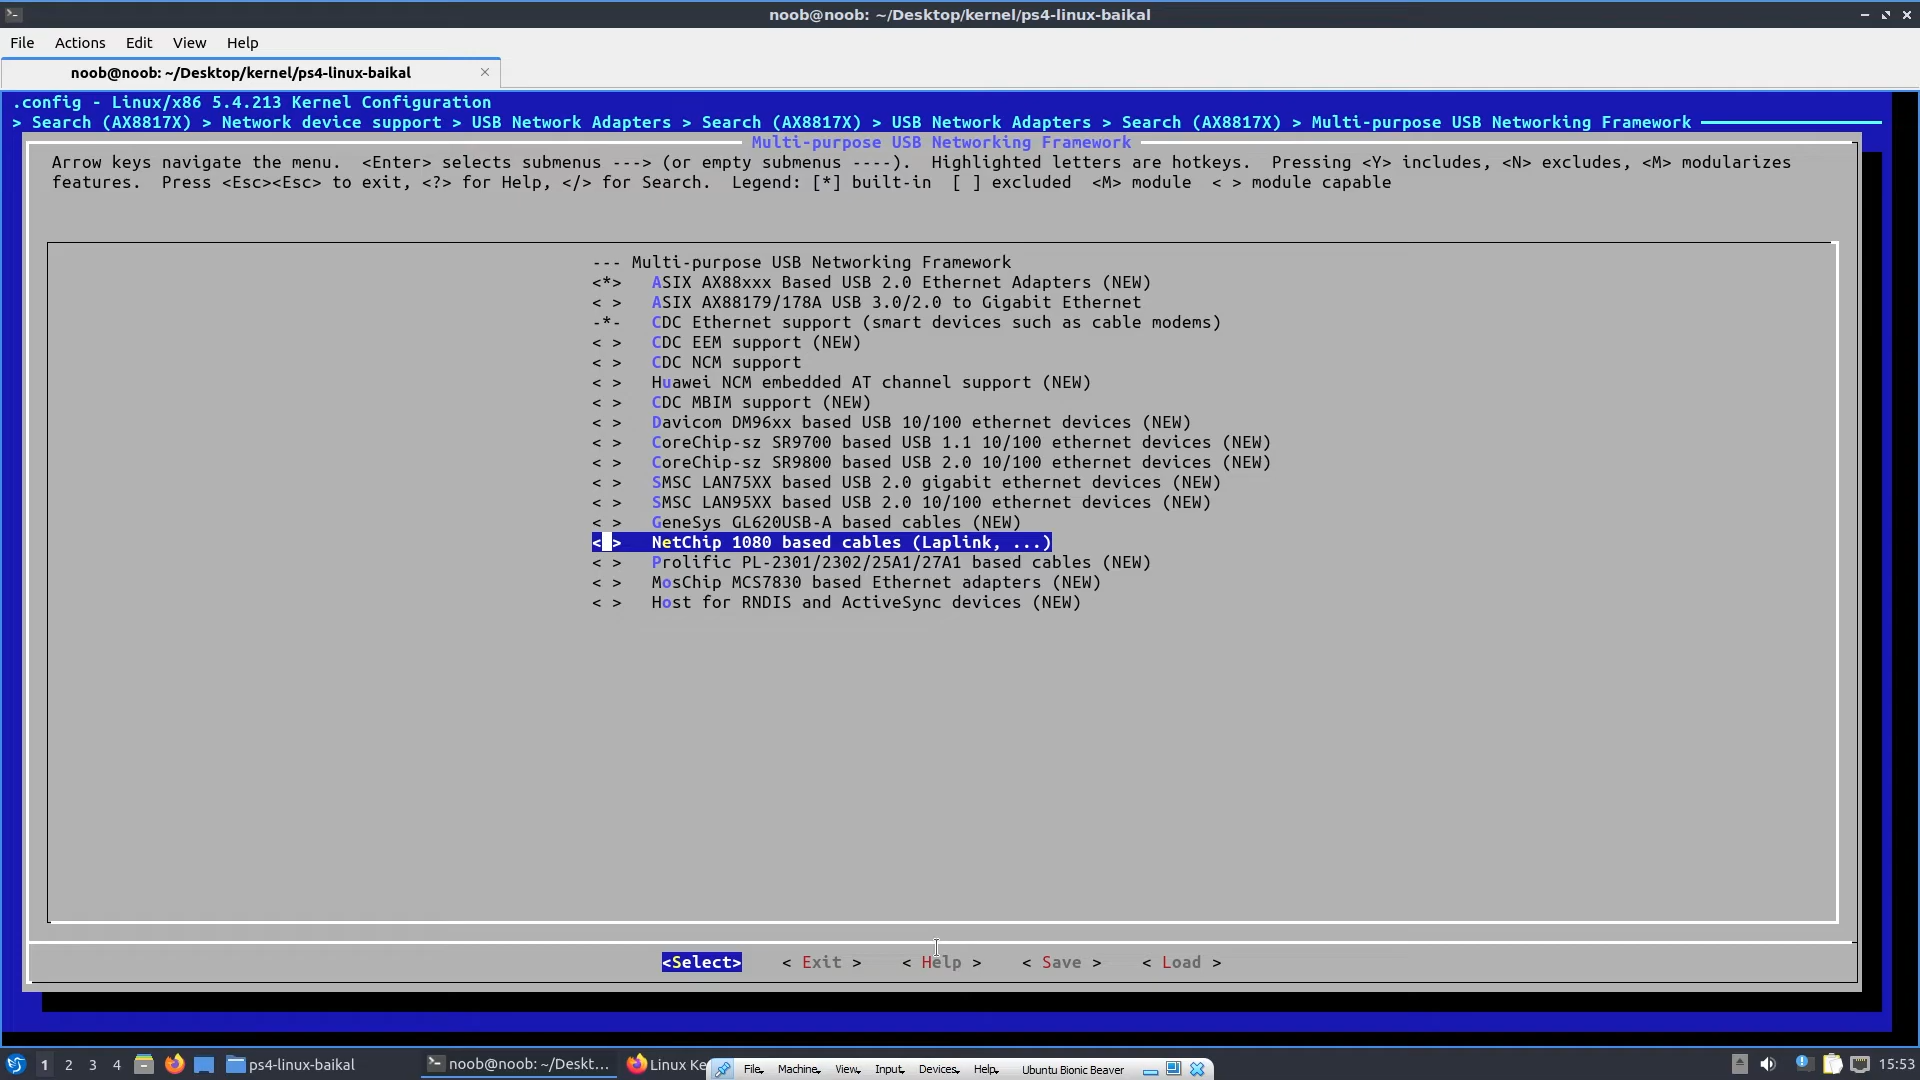 noob@noob: ~/Desktop/kernel/ps4-linux-baikal
File Actions Edit View Help
noob@noob: ~/Desktop/kernel/ps4-linux-baikal
.config - Linux/x86 5.4.213 Kernel Configuration
> Search (AX8817X) > Network device support > USB Network Adapters > Search (AX8817X) > USB Network Adapters > Search (AX8817X) > Multi-purpose USB Networking Framework
Multi-purpose USB Networking Framework
Arrow keys navigate the menu. <Enter> selects submenus ---> (or empty submenus ----). Highlighted letters are hotkeys. Pressing <Y> includes, <N> excludes, <M> modularizes
features. Press <Esc><Esc> to exit, <?> for Help, </> for Search. Legend: [*] built-in [ ] excluded <M> module < > module capable
--- Multi-purpose USB Networking Framework
<*> ASIX AX88xxx Based USB 2.0 Ethernet Adapters (NEW)
< > ASIX AX88179/178A USB 3.0/2.0 to Gigabit Ethernet
-*- CDC Ethernet support (smart devices such as cable modems)
< > CDC EEM support (NEW)
< > CDC NCM support
< > Huawei NCM embedded AT channel support (NEW)
< > CDC MBIM support (NEW)
< > Davicom DM96xx based USB 10/100 ethernet devices (NEW)
< > CoreChip-sz SR9700 based USB 1.1 10/100 ethernet devices (NEW)
< > CoreChip-sz SR9800 based USB 2.0 10/100 ethernet devices (NEW)
< > SMSC LAN75XX based USB 2.0 gigabit ethernet devices (NEW)
< > SMSC LAN95XX based USB 2.0 10/100 ethernet devices (NEW)
< > GeneSys GL620USB-A based cables (NEW)
< > NetChip 1080 based cables (Laplink, ...)
< > Prolific PL-2301/2302/25A1/27A1 based cables (NEW)
< > MosChip MCS7830 based Ethernet adapters (NEW)
< > Host for RNDIS and ActiveSync devices (NEW)
<Select> < Exit > < Help > < Save > < Load >
1 2 3 4 ps4-linux-baikal noob@noob: ~/Deskt... Linux Ke File Machine View Input Devices Help Ubuntu Bionic Beaver 15:53